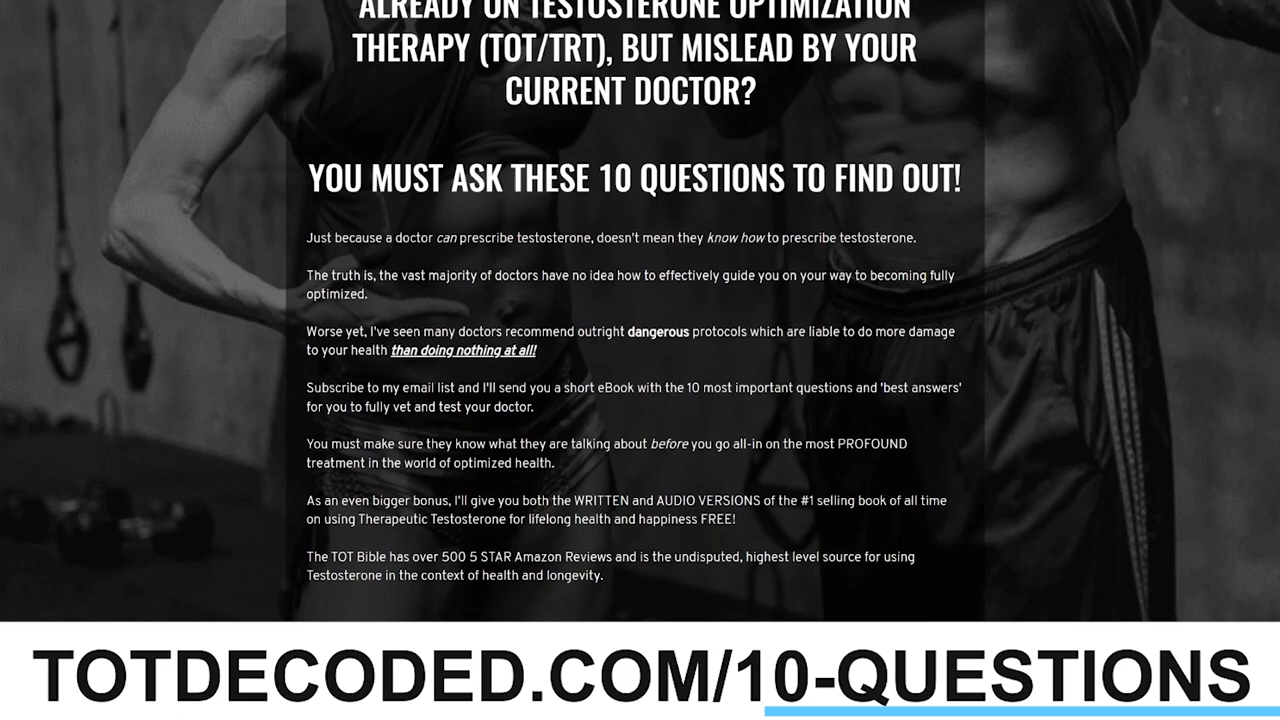 ALREADY ON TESTOSTERONE OPTIMIZATION
THERAPY (TOT/TRT), BUT MISLEAD BY YOUR
CURRENT DOCTOR?
YOU MUST ASK THESE 10 QUESTIONS TO FIND OUT!
Just because a doctor can prescribe testosterone, doesn't mean they know how to prescribe testosterone.
The truth is, the vast majority of doctors have no idea how to effectively guide you on your way to becoming fully
optimized.
Worse yet, I've seen many doctors recommend outright dangerous protocols which are liable to do more damage
to your health than doing nothing at all!
Subscribe to my email list and I'll send you a short eBook with the 10 most important questions and 'best answers'
for you to fully vet and test your doctor.
You must make sure they know what they are talking about before you go all-in on the most PROFOUND
treatment in the world of optimized health.
As an even bigger bonus, I'll give you both the WRITTEN and AUDIO VERSIONS of the #1 selling book of all time
on using Therapeutic Testosterone for lifelong health and happiness FREE!
The TOT Bible has over 500 5 STAR Amazon Reviews and is the undisputed, highest level source for using
Testosterone in the context of health and longevity.
TOTDECODED.COM/10-QUESTIONS